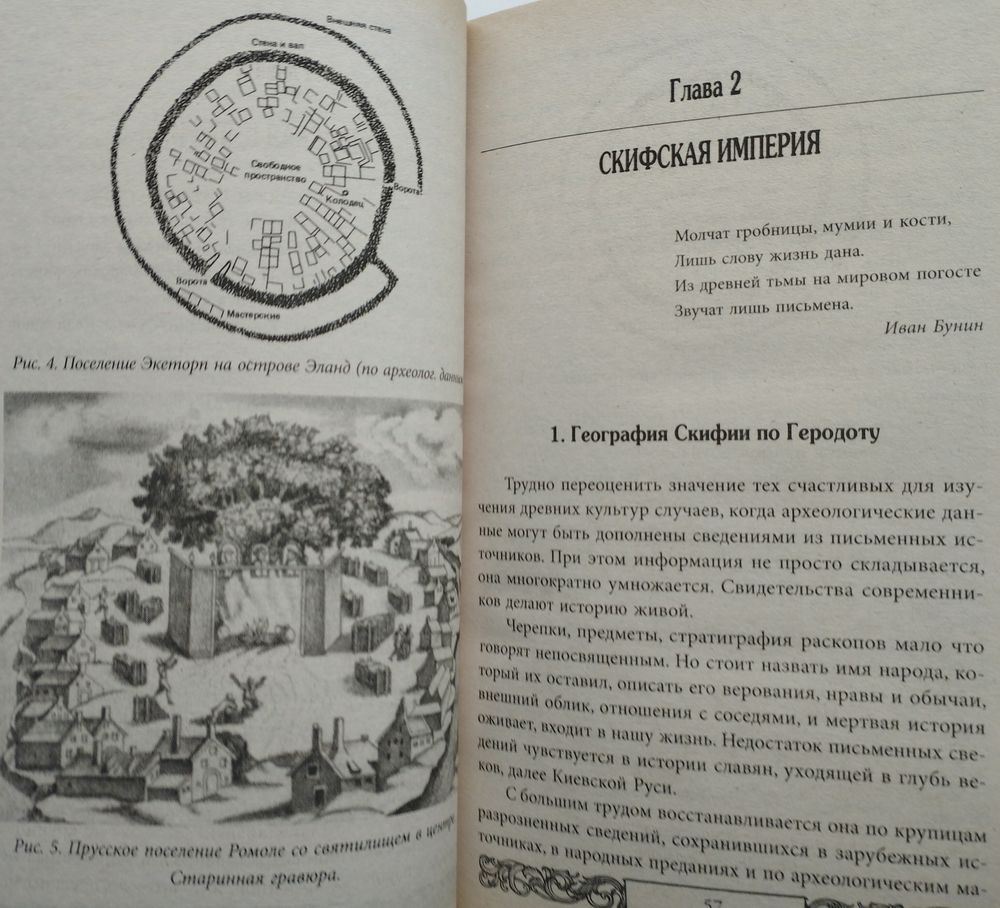 Внешняя стена
Стена и вал
Свободное
пространство
Колодец
Ворота
Ворота
Мастерские
Рис. 4. Поселение Экеторп на острове Эланд (по археолог. данным
Рис. 5. Прусское поселение Ромоле со святилищем в центре.
Старинная гравюра.
Глава 2
СКИФСКАЯ ИМПЕРИЯ
Молчат гробницы, мумии и кости,
Лишь слову жизнь дана.
Из древней тьмы на мировом погосте
Звучат лишь письмена.
Иван Бунин
1. География Скифии по Геродоту
Трудно переоценить значение тех счастливых для изу-
чения древних культур случаев, когда археологические дан-
ные могут быть дополнены сведениями из письменных ис-
точников. При этом информация не просто складывается,
она многократно умножается. Свидетельства современни-
ков делают историю живой.
Черепки, предметы, стратиграфия раскопов мало что
говорят непосвященным. Но стоит назвать имя народа, ко-
торый их оставил, описать его верования, нравы и обычаи,
внешний облик, отношения с соседями, и мертвая история
оживает, входит в нашу жизнь. Недостаток письменных све-
дений чувствуется в истории славян, уходящей в глубь ве-
ков, далее Киевской Руси.
С большим трудом восстанавливается она по крупицам
разрозненных сведений, сохранившихся в зарубежных ис-
точниках, в народных преданиях и по археологическим ма-
57